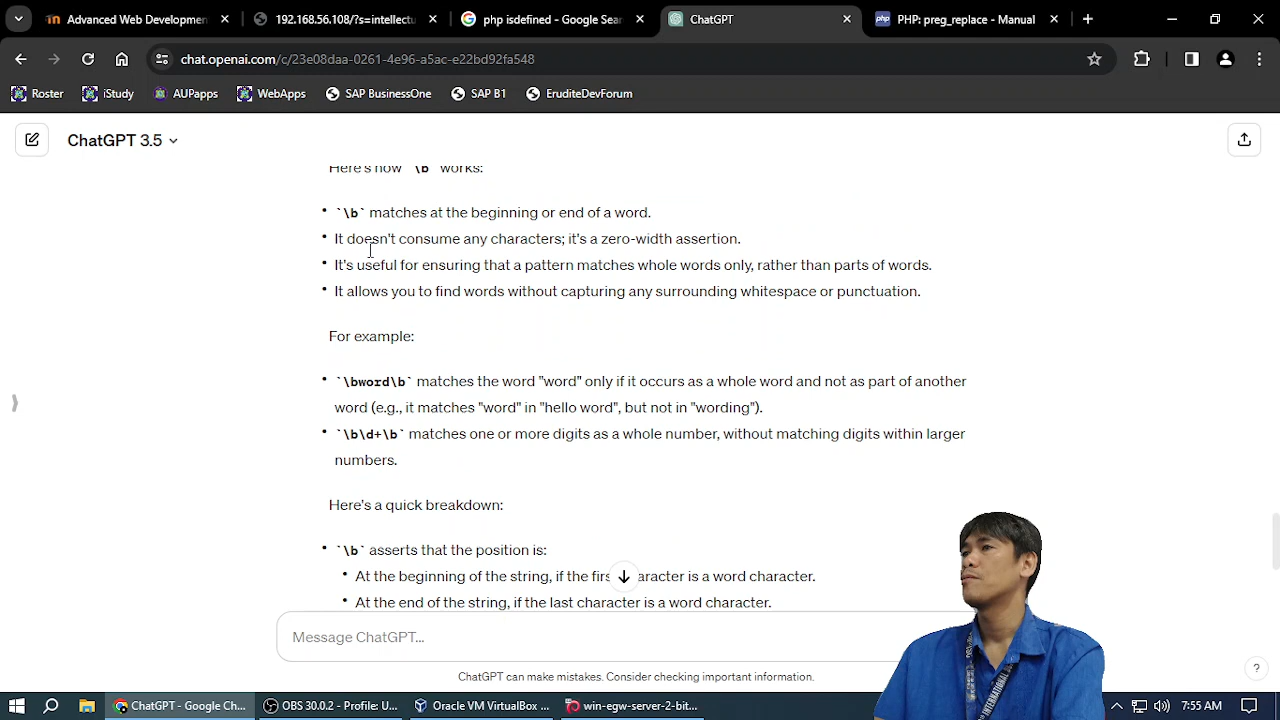 Advanced Web Developmen
192.168.56.108/?s=intellectu
php isdefined - Google Sear
ChatGPT
PHP: preg_replace - Manual
chat.openai.com/c/23e08daa-0261-4e96-a5ac-e22bd92fa548
Roster
iStudy
AUPapps
WebApps
SAP BusinessOne
SAP B1
EruditeDevForum
ChatGPT 3.5
Here's how `\b` works:
• `\b` matches at the beginning or end of a word.
• It doesn't consume any characters; it's a zero-width assertion.
• It's useful for ensuring that a pattern matches whole words only, rather than parts of words.
• It allows you to find words without capturing any surrounding whitespace or punctuation.
For example:
• `\bword\b` matches the word "word" only if it occurs as a whole word and not as part of another
word (e.g., it matches "word" in "hello word", but not in "wording").
• `\b\d+\b` matches one or more digits as a whole number, without matching digits within larger
numbers.
Here's a quick breakdown:
• `\b` asserts that the position is:
• At the beginning of the string, if the first character is a word character.
• At the end of the string, if the last character is a word character.
Message ChatGPT...
ChatGPT can make mistakes. Consider checking important information.
?
ChatGPT - Google Ch...
OBS 30.0.2 - Profile: U...
Oracle VM VirtualBox...
win-egw-server-2-bit...
7:55 AM